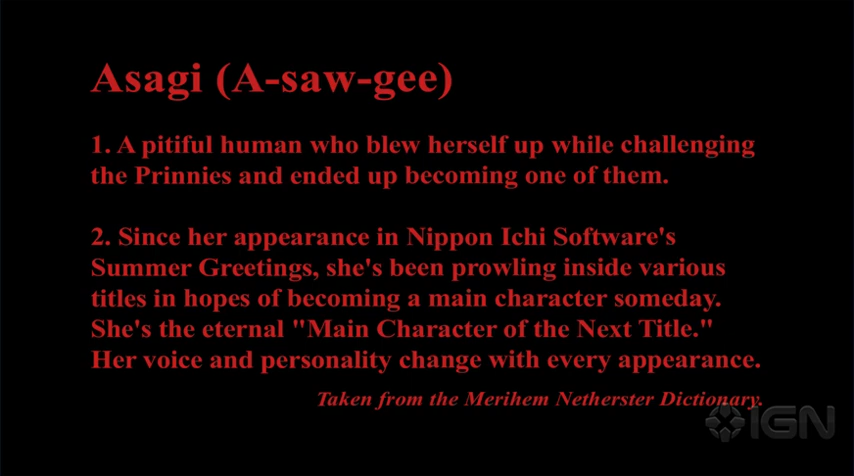 Asagi (A-saw-gee)
1. A pitiful human who blew herself up while challenging
the Prinnies and ended up becoming one of them.
2. Since her appearance in Nippon Ichi Software's
Summer Greetings, she's been prowling inside various
titles in hopes of becoming a main character someday.
She's the eternal "Main Character of the Next Title."
Her voice and personality change with every appearance.
Taken from the Merihem Netherster Dictionary.
IGN